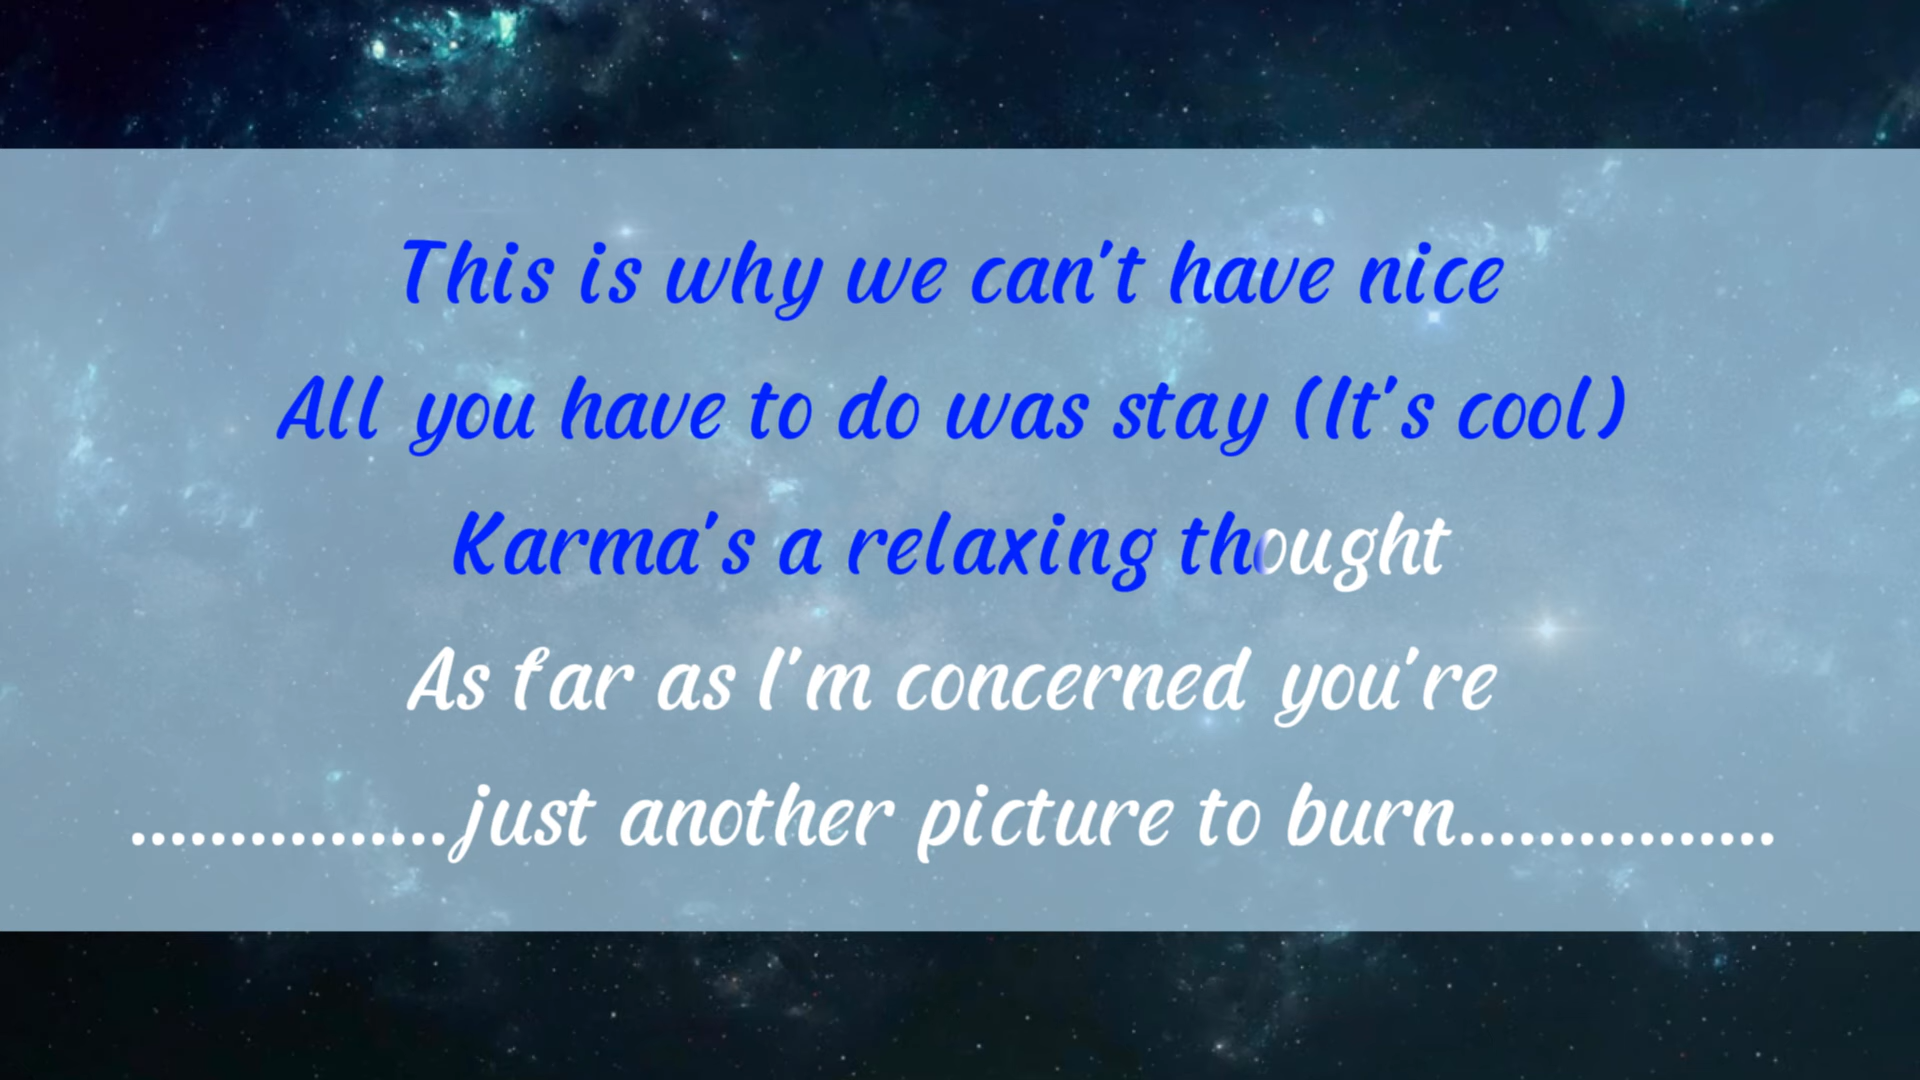 This is why we can't have nice
All you have to do was stay (It's cool)
Karma's a relaxing thought
As far as I'm concerned you're
................just another picture to burn................